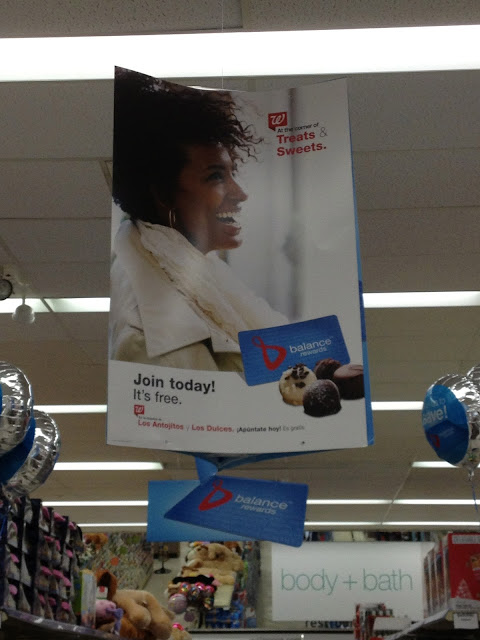 W
At the corner of
Treats &
Sweets.
balance
rewards
Join today!
It's free.
W
Los Antojitos y Los Dulces. ¡Apúntate hoy! Es gratis.
balance
rewards
body + bath